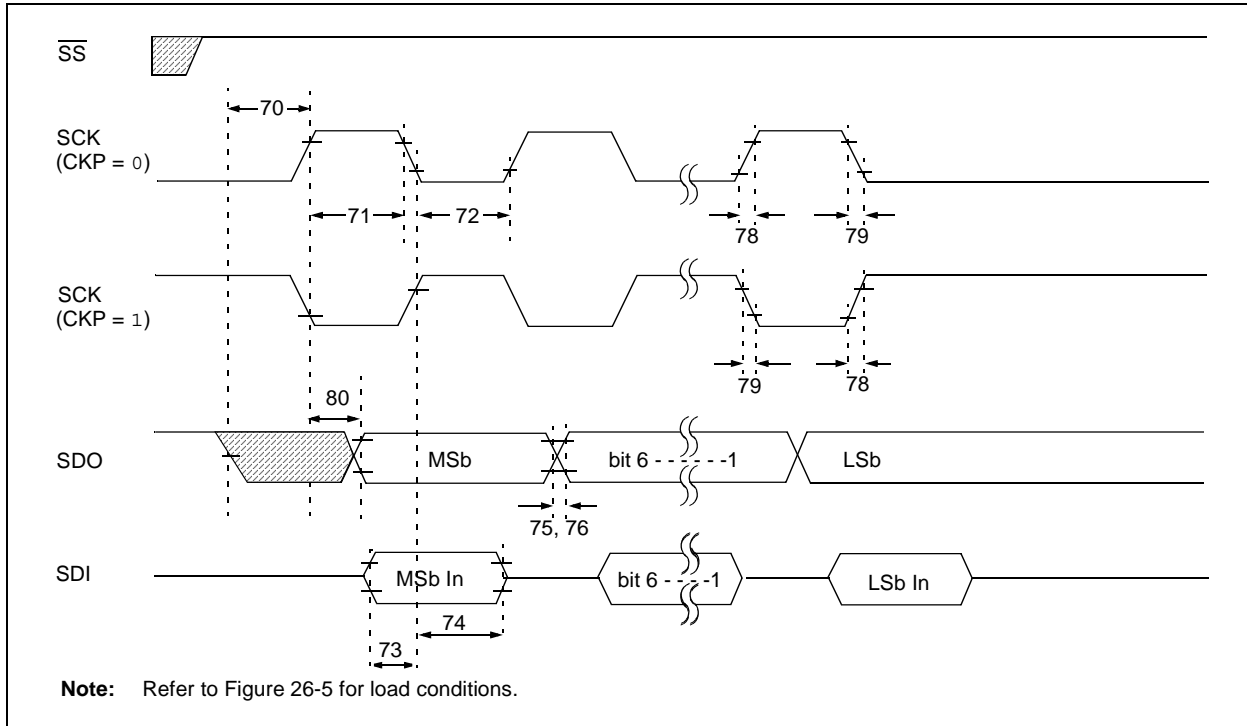 SS
70
SCK
(CKP = 0)
71
72
78
79
SCK
(CKP = 1)
79
78
80
SDO
MSb
bit 6 - - - - - -1
LSb
75, 76
SDI
MSb In
bit 6 - - - - -1
LSb In
74
73
Note: Refer to Figure 26-5 for load conditions.